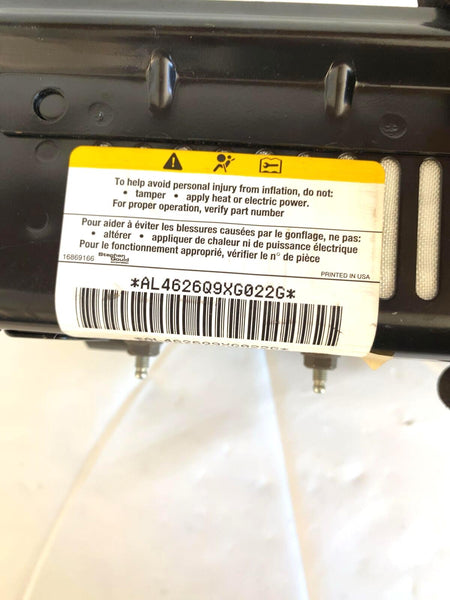 To help avoid personal injury from inflation, do not:
• tamper • apply heat or electric power.
For proper operation, verify part number
Pour aider à éviter les blessures causées par le gonflage, ne pas:
• altérer • appliquer de chaleur ni de puissance électrique
Pour le fonctionnement approprié, vérifier le n° de pièce
16869166 Stephen Gould
PRINTED IN USA
*AL4626Q9XG022G*
*AL4626Q9XG022G*